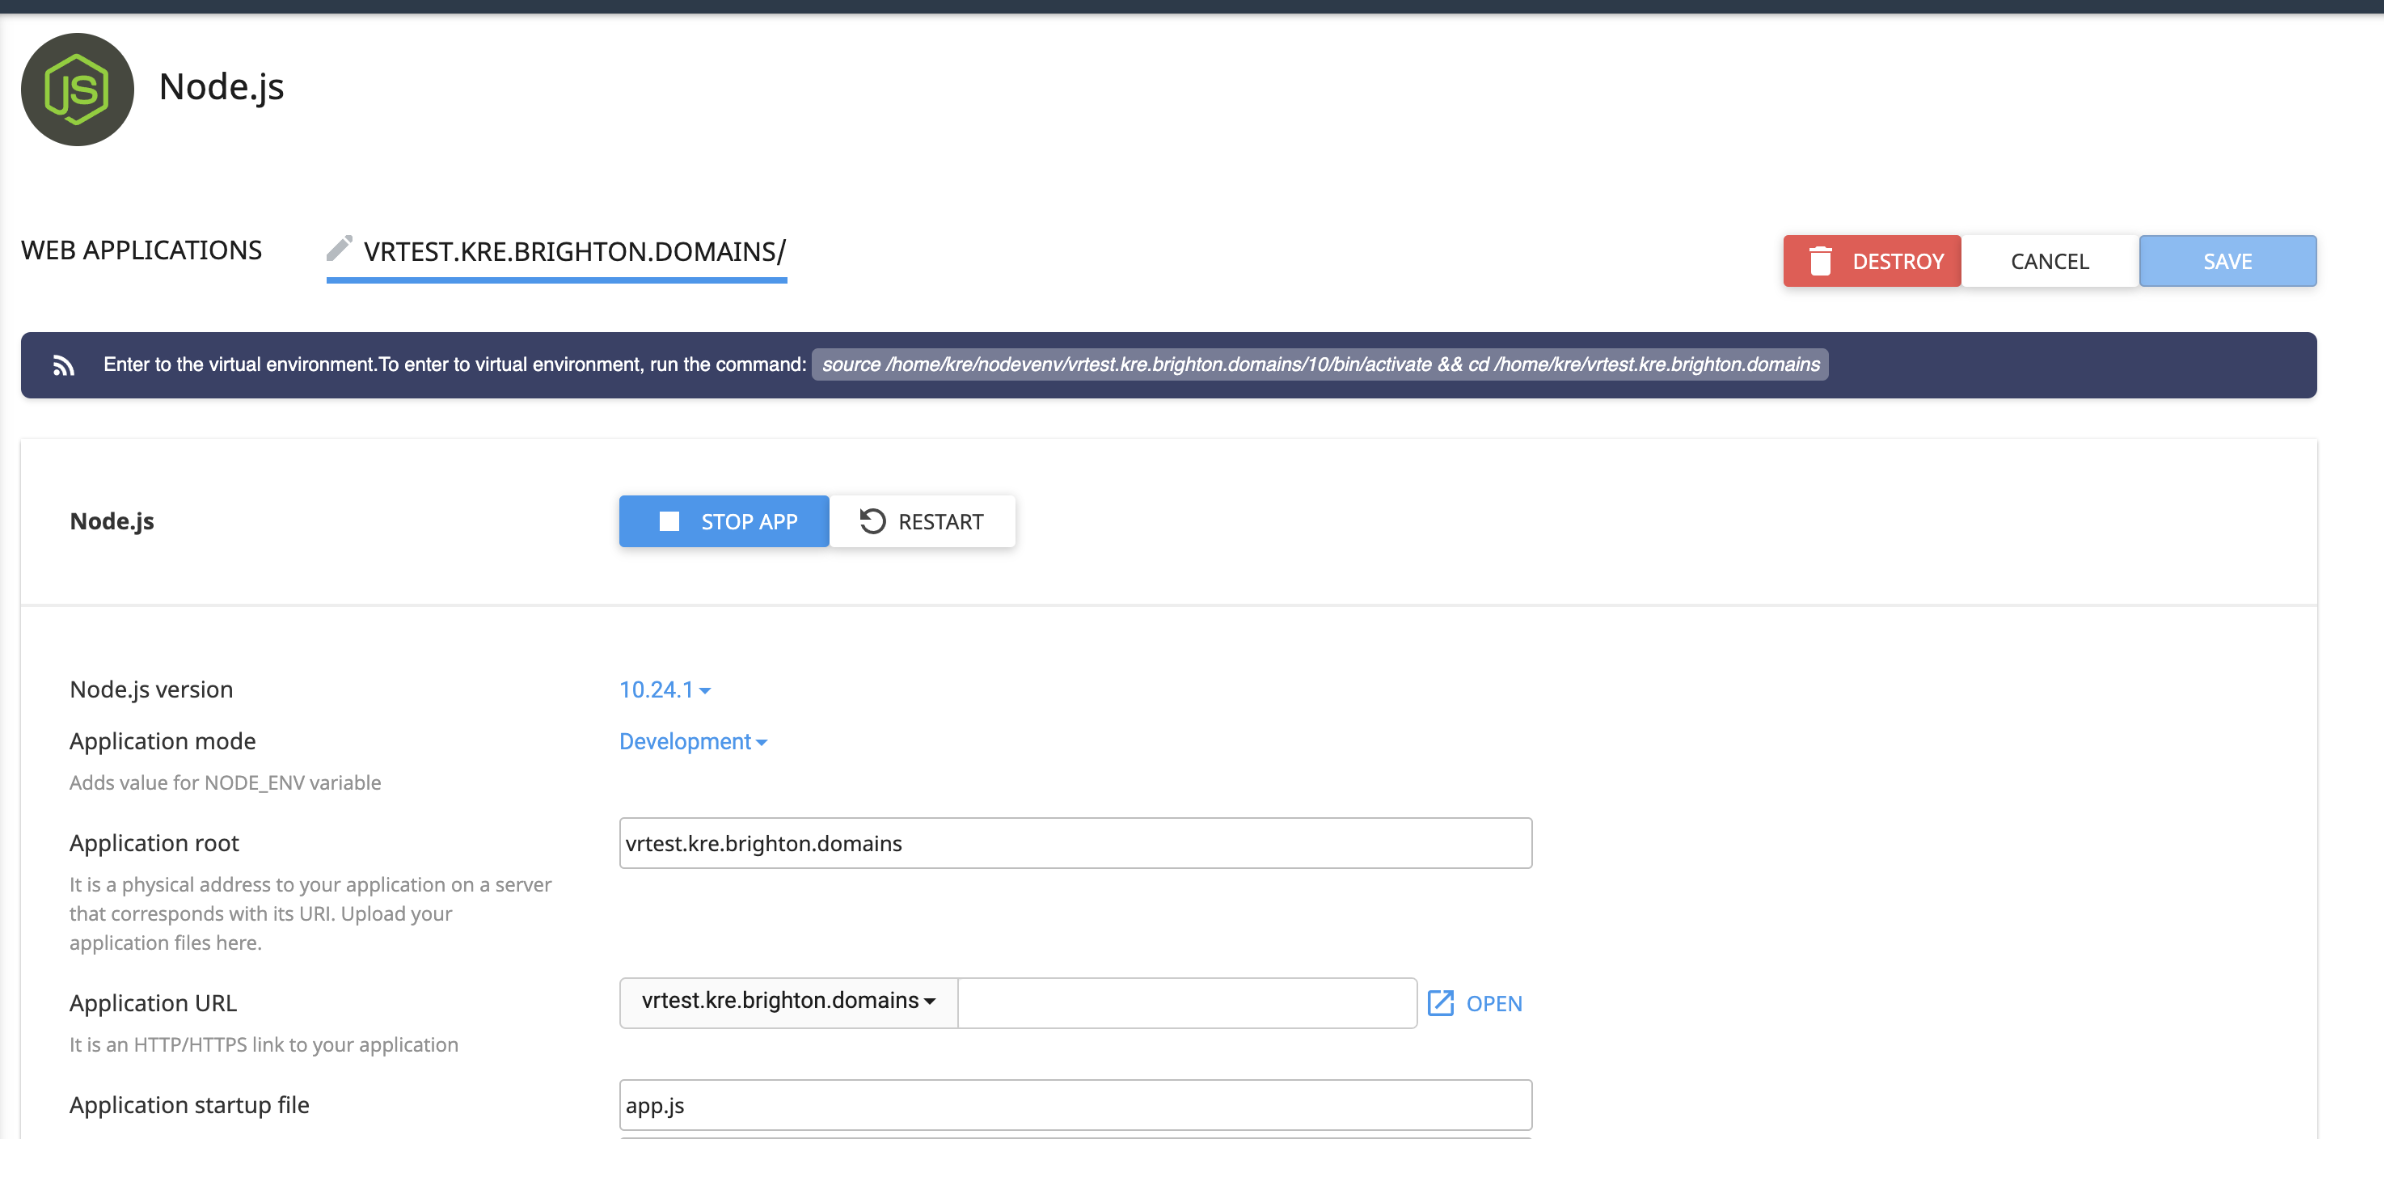 JS
Node.js
WEB APPLICATIONS
VRTEST.KRE.BRIGHTON.DOMAINS/
DESTROY
CANCEL
SAVE
Enter to the virtual environment.To enter to virtual environment, run the command: source /home/kre/nodevenv/vrtest.kre.brighton.domains/10/bin/activate && cd /home/kre/vrtest.kre.brighton.domains
Node.js
STOP APP
RESTART
Node.js version
10.24.1
Application mode
Development
Adds value for NODE_ENV variable
Application root
vrtest.kre.brighton.domains
It is a physical address to your application on a server
that corresponds with its URI. Upload your
application files here.
Application URL
vrtest.kre.brighton.domains
OPEN
It is an HTTP/HTTPS link to your application
Application startup file
app.js